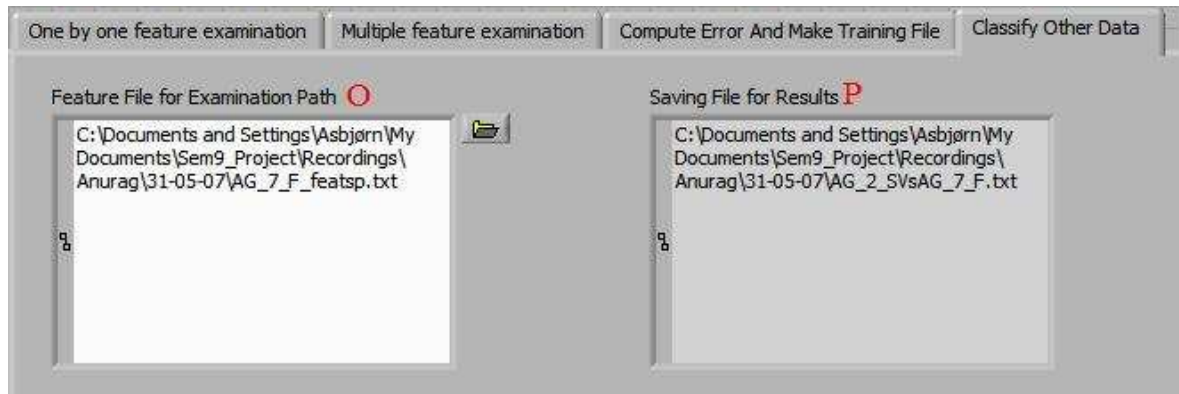 One by one feature examination
Multiple feature examination
Compute Error And Make Training File
Classify Other Data
Feature File for Examination Path O
C:\Documents and Settings\Asbjørn\My
Documents\Sem9_Project\Recordings\
Anurag\31-05-07\AG_7_F_featsp.txt
Saving File for Results P
C:\Documents and Settings\Asbjørn\My
Documents\Sem9_Project\Recordings\
Anurag\31-05-07\AG_2_SVsAG_7_F.txt